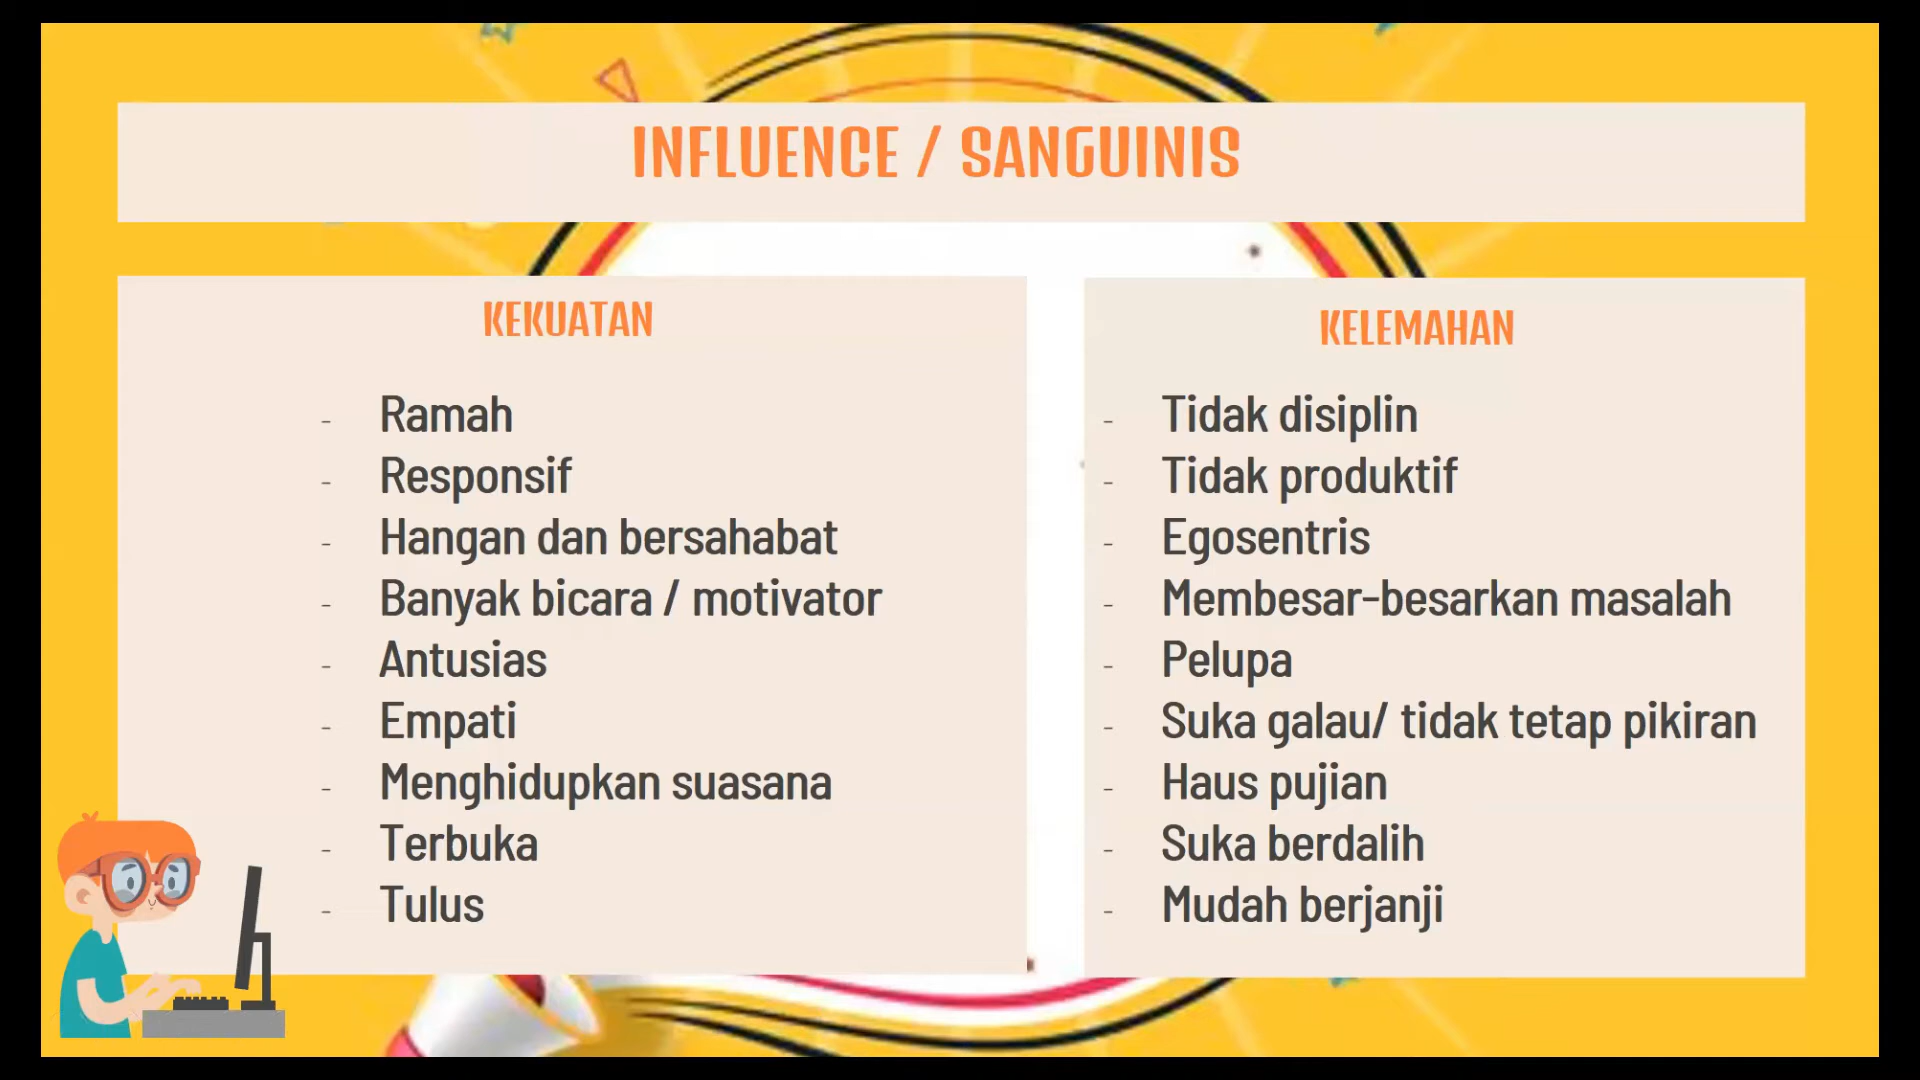 INFLUENCE / SANGUINIS
KEKUATAN
- Ramah
- Responsif
- Hangan dan bersahabat
- Banyak bicara / motivator
- Antusias
- Empati
- Menghidupkan suasana
- Terbuka
- Tulus
KELEMAHAN
- Tidak disiplin
- Tidak produktif
- Egosentris
- Membesar-besarkan masalah
- Pelupa
- Suka galau/ tidak tetap pikiran
- Haus pujian
- Suka berdalih
- Mudah berjanji